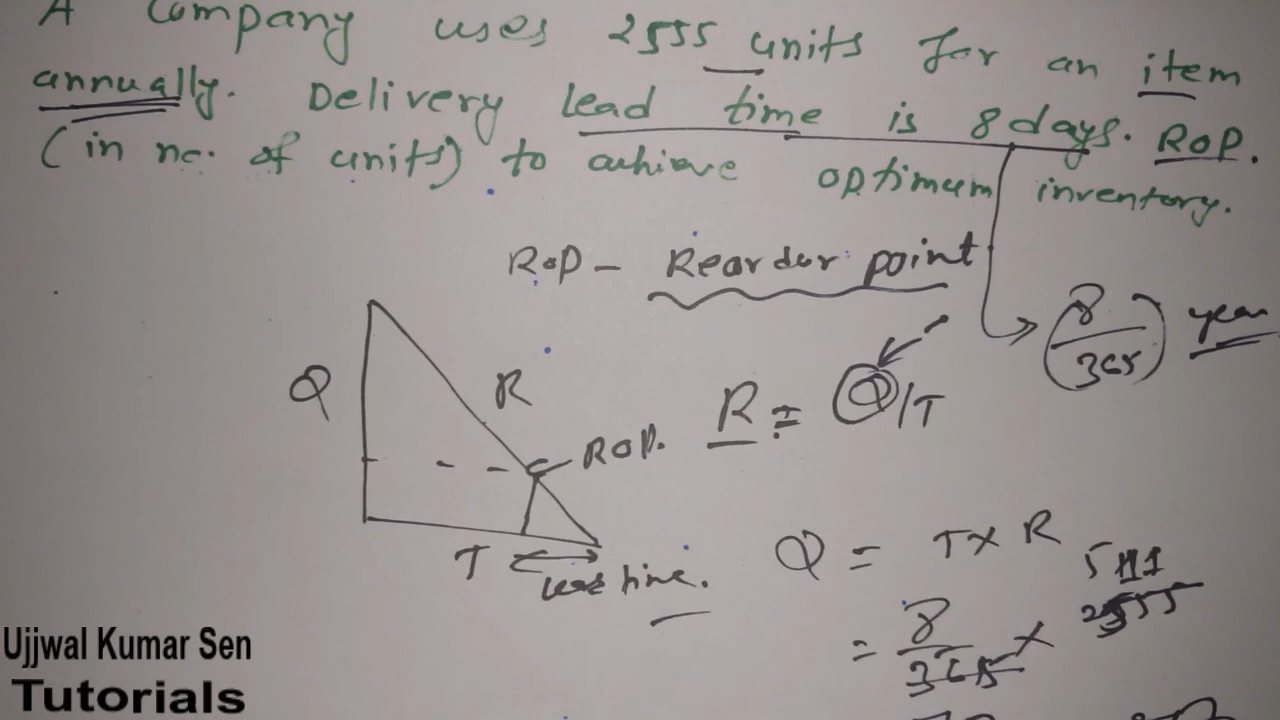 A Company uses 2555 units for an item
annually. Delivery lead time is 8 days. ROP.
(in no. of units) to achieve optimum inventory.
ROP - Reorder point
(8/365) year
Q
R
ROP.
R = Q/T
T
lead time.
Q = T x R
= 8/365 x 2555
Ujjwal Kumar Sen
Tutorials